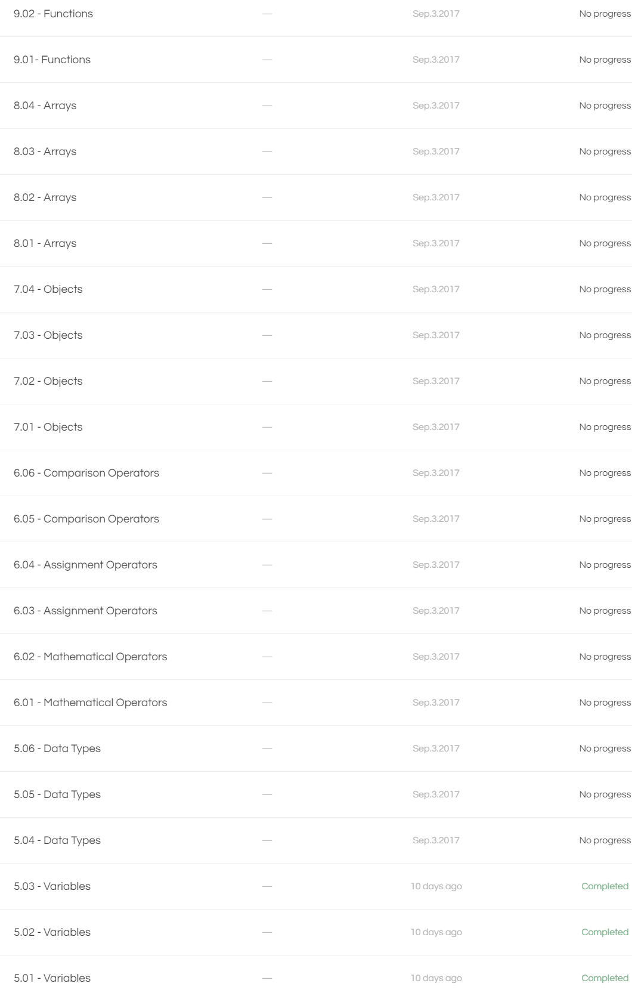 9.02 - Functions — Sep.3.2017 No progress
9.01- Functions — Sep.3.2017 No progress
8.04 - Arrays — Sep.3.2017 No progress
8.03 - Arrays — Sep.3.2017 No progress
8.02 - Arrays — Sep.3.2017 No progress
8.01 - Arrays — Sep.3.2017 No progress
7.04 - Objects — Sep.3.2017 No progress
7.03 - Objects — Sep.3.2017 No progress
7.02 - Objects — Sep.3.2017 No progress
7.01 - Objects — Sep.3.2017 No progress
6.06 - Comparison Operators — Sep.3.2017 No progress
6.05 - Comparison Operators — Sep.3.2017 No progress
6.04 - Assignment Operators — Sep.3.2017 No progress
6.03 - Assignment Operators — Sep.3.2017 No progress
6.02 - Mathematical Operators — Sep.3.2017 No progress
6.01 - Mathematical Operators — Sep.3.2017 No progress
5.06 - Data Types — Sep.3.2017 No progress
5.05 - Data Types — Sep.3.2017 No progress
5.04 - Data Types — Sep.3.2017 No progress
5.03 - Variables — 10 days ago Completed
5.02 - Variables — 10 days ago Completed
5.01 - Variables — 10 days ago Completed